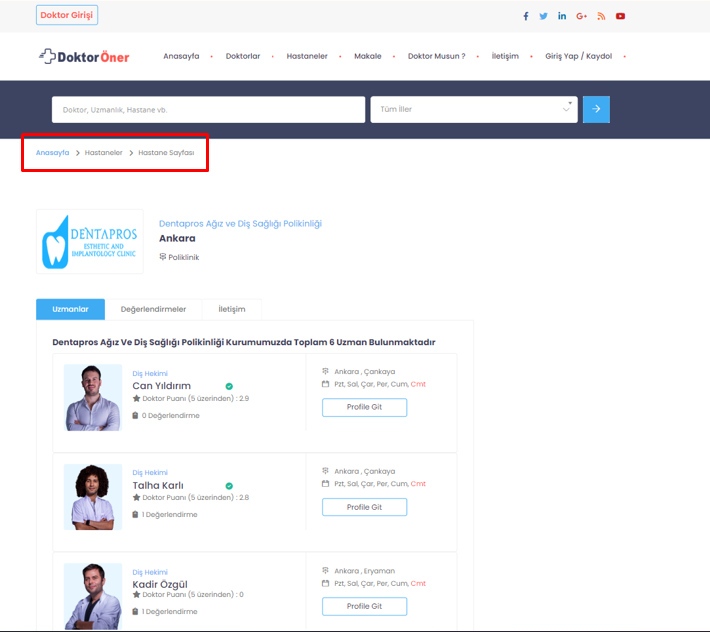 Doktor Girişi
DoktorÖner
Anasayfa Doktorlar Hastaneler Makale Doktor Musun ? İletişim Giriş Yap / Kaydol
Doktor, Uzmanlık, Hastane vb. Tüm İller
Anasayfa > Hastaneler > Hastane Sayfası
DENTAPROS
ESTHETIC AND
IMPLANTOLOGY CLINIC
Dentapros Ağız ve Diş Sağlığı Polikinliği
Ankara
Poliklinik
Uzmanlar Değerlendirmeler İletişim
Dentapros Ağız Ve Diş Sağlığı Polikinliği Kurumumuzda Toplam 6 Uzman Bulunmaktadır
Diş Hekimi
Can Yıldırım
Doktor Puanı (5 üzerinden) : 2.9
0 Değerlendirme
Ankara , Çankaya
Pzt, Sal, Çar, Per, Cum, Cmt
Profile Git
Diş Hekimi
Talha Karlı
Doktor Puanı (5 üzerinden) : 2.8
1 Değerlendirme
Ankara , Çankaya
Pzt, Sal, Çar, Per, Cum, Cmt
Profile Git
Diş Hekimi
Kadir Özgül
Doktor Puanı (5 üzerinden) : 0
1 Değerlendirme
Ankara , Eryaman
Pzt, Sal, Çar, Per, Cum, Cmt
Profile Git